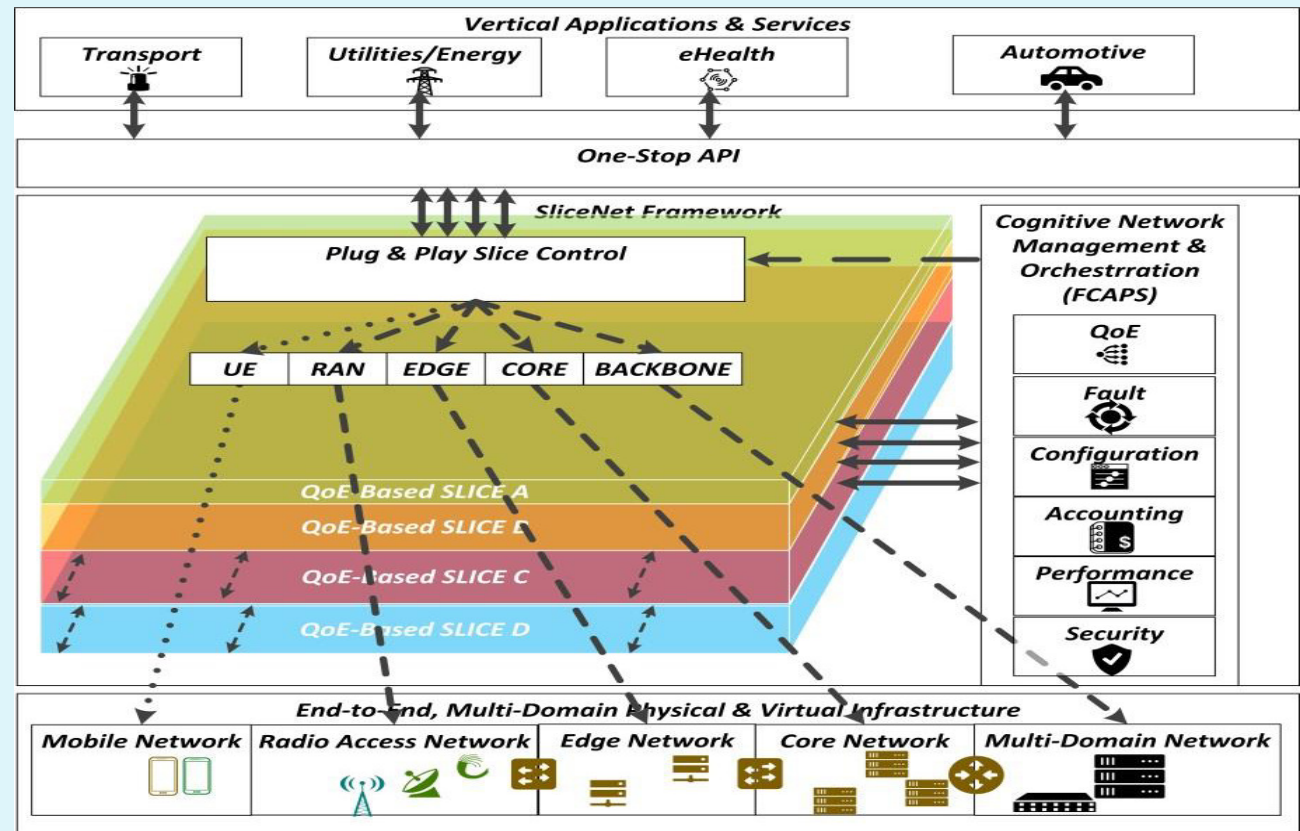 Vertical Applications & Services
Transport
Utilities/Energy
eHealth
Automotive
One-Stop API
SliceNet Framework
Plug & Play Slice Control
UE
RAN
EDGE
CORE
BACKBONE
QoE-Based SLICE A
QoE-Based SLICE B
QoE-Based SLICE C
QoE-Based SLICE D
Cognitive Network
Management &
Orchestrration
(FCAPS)
QoE
Fault
Configuration
Accounting
$
Performance
Security
End-to-End, Multi-Domain Physical & Virtual Infrastructure
Mobile Network
Radio Access Network
Edge Network
Core Network
Multi-Domain Network